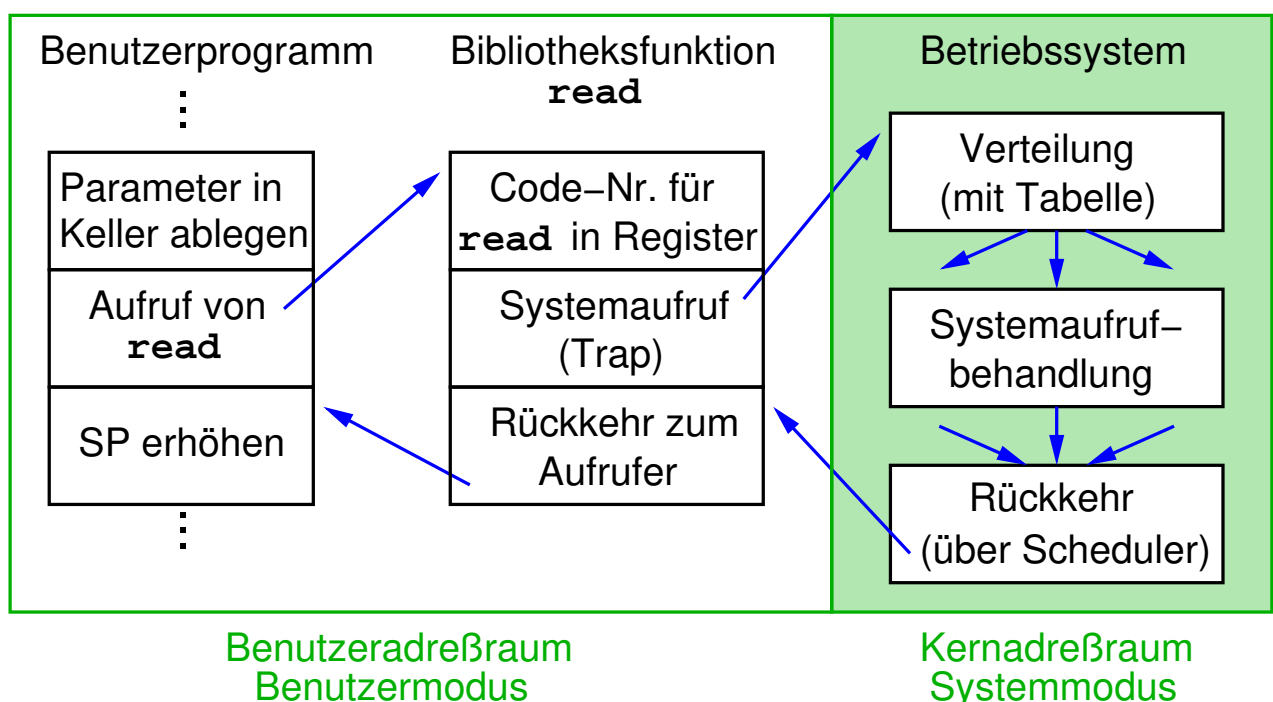 Benutzerprogramm
Bibliotheksfunktion
read
Betriebssystem
Parameter in
Keller ablegen
Aufruf von
read
SP erhöhen
Code−Nr. für
read in Register
Systemaufruf
(Trap)
Rückkehr zum
Aufrufer
Verteilung
(mit Tabelle)
Systemaufruf−
behandlung
Rückkehr
(über Scheduler)
Benutzeradreßraum
Benutzermodus
Kernadreßraum
Systemmodus